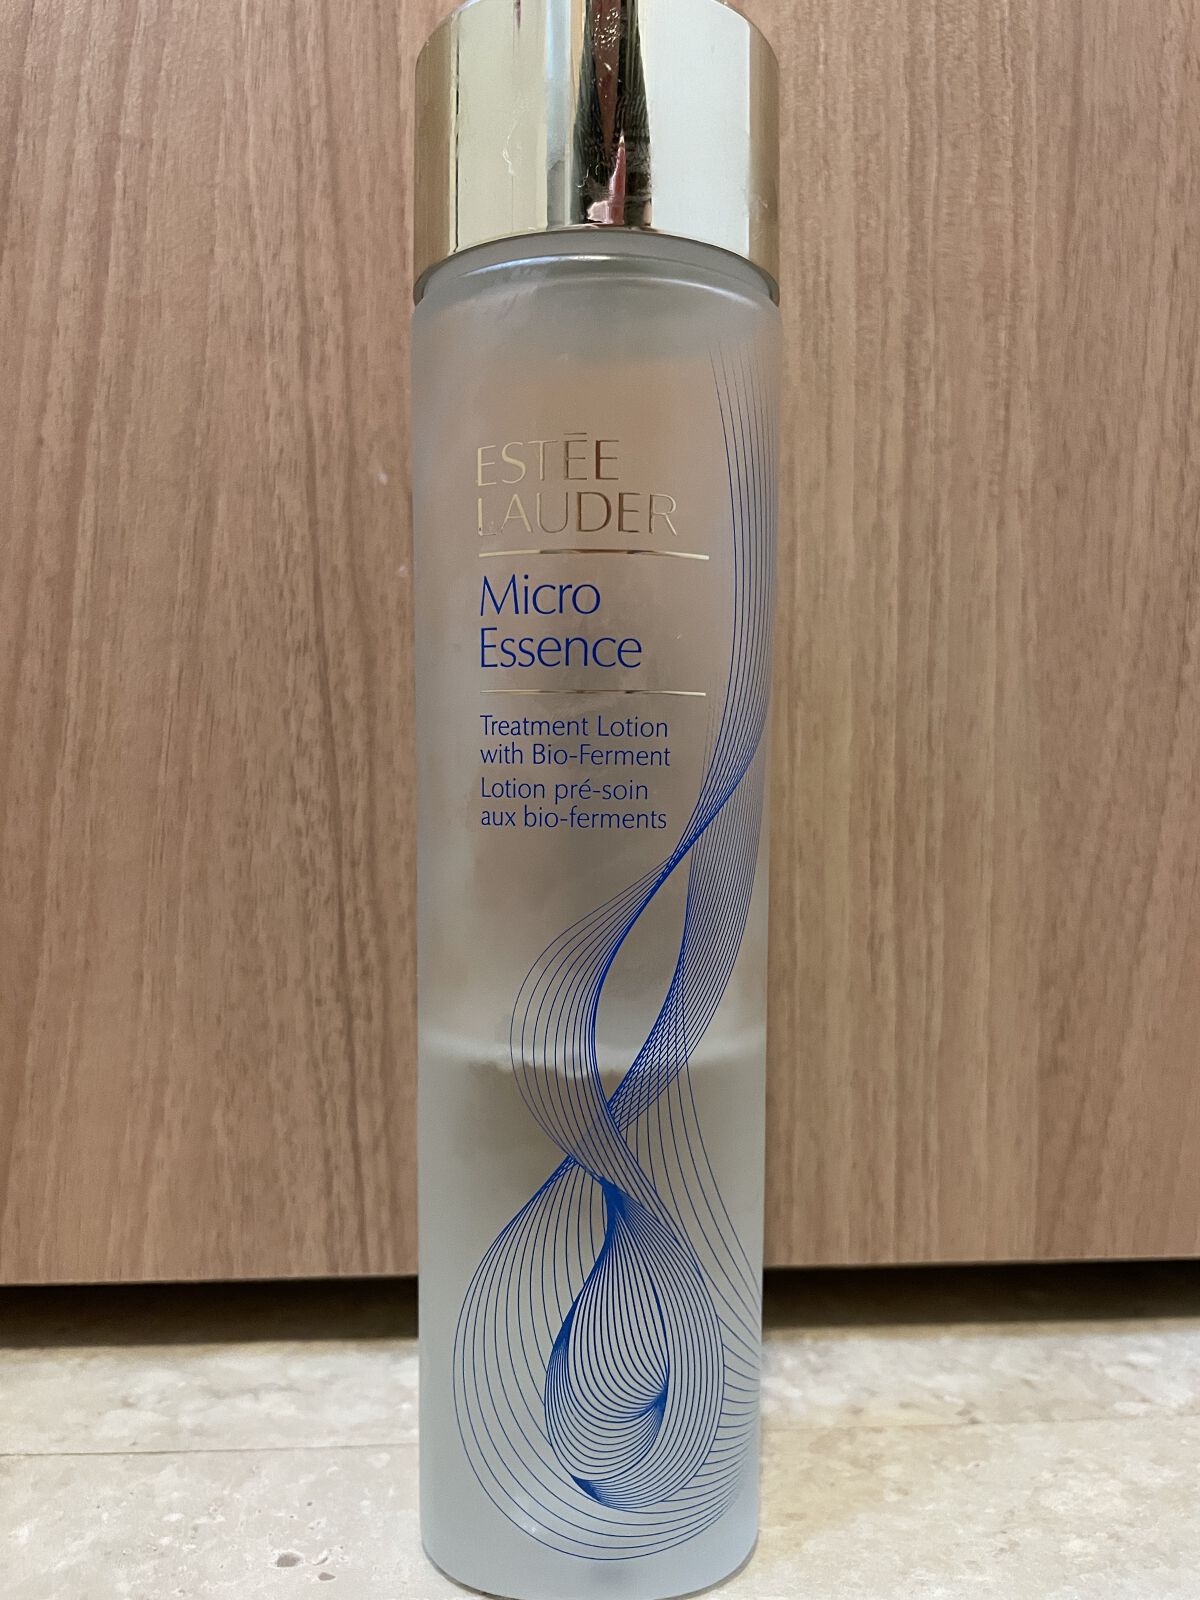 ESTĒE
LAUDER
Micro
Essence
Treatment Lotion
with Bio-Ferment
Lotion pré-soin
aux bio-ferments